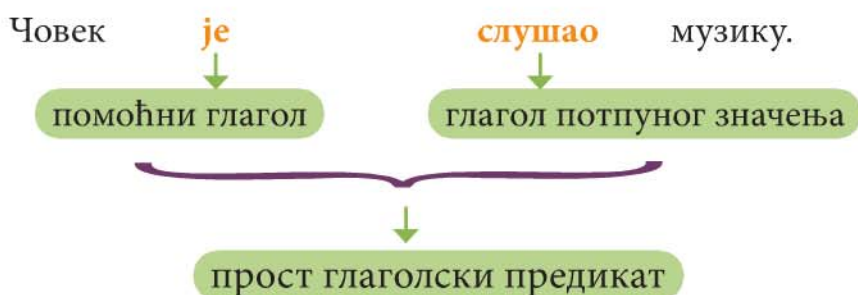 Човек је слушао музику.
помоћни глагол глагол потпуног значења
прост глаголски предикат